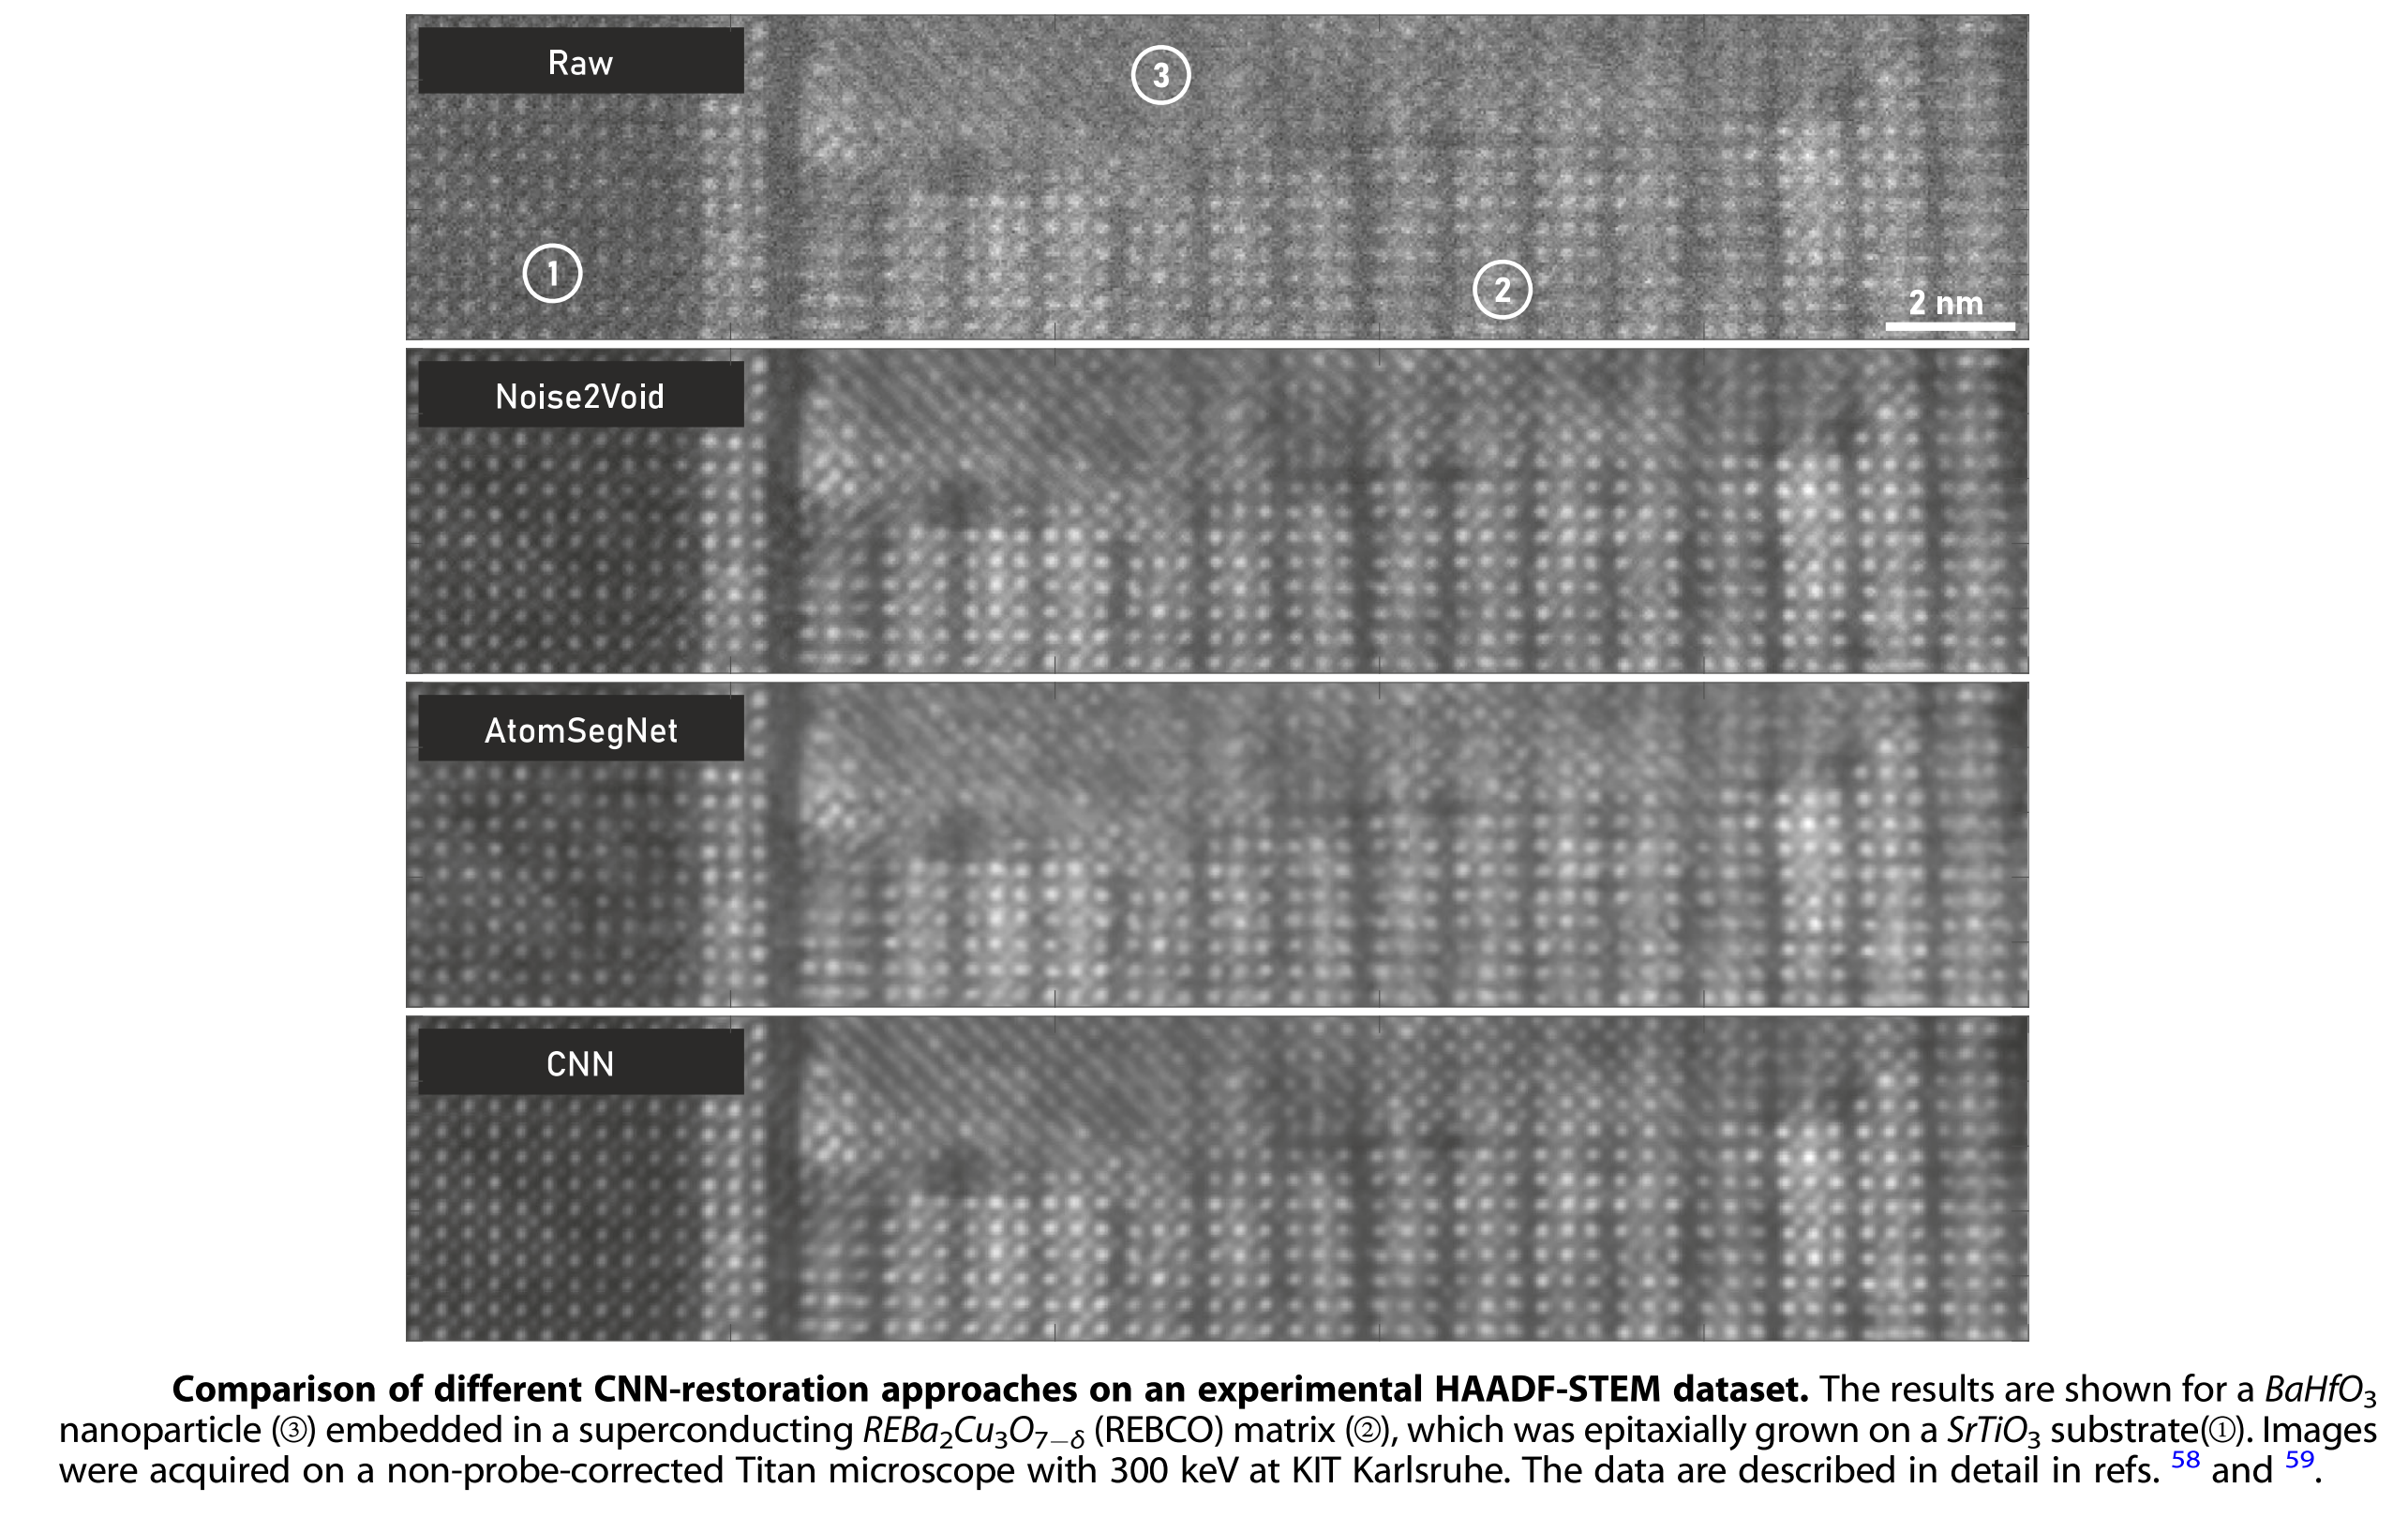 Raw
③
①
②
2 nm
Noise2Void
AtomSegNet
CNN
Comparison of different CNN-restoration approaches on an experimental HAADF-STEM dataset. The results are shown for a BaHfO₃
nanoparticle (③) embedded in a superconducting REBa₂Cu₃O₇₋δ (REBCO) matrix (②), which was epitaxially grown on a SrTiO₃ substrate(①). Images
were acquired on a non-probe-corrected Titan microscope with 300 keV at KIT Karlsruhe. The data are described in detail in refs. ⁵⁸ and ⁵⁹.